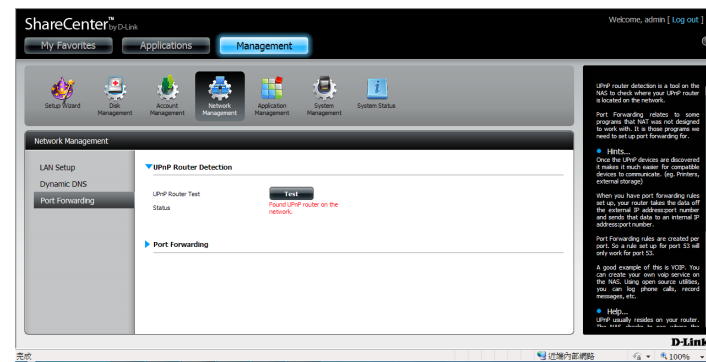 ShareCenter™ by D-Link
Welcome, admin [ Log out ]
My Favorites
Applications
Management
Setup Wizard
Disk Management
Account Management
Network Management
Application Management
System Management
System Status
Network Management
LAN Setup
Dynamic DNS
Port Forwarding
UPnP Router Detection
UPnP Router Test
Test
Status
Found UPnP router on the
network.
Port Forwarding
UPnP router detection is a tool on the
NAS to check where your UPnP router
is located on the network.
Port Forwarding relates to some
programs that NAT was not designed
to work with. It is those programs we
need to set up port forwarding for.
Hints...
Once the UPnP devices are discovered
it makes it much easier for compatible
devices to communicate. (eg. Printers,
external storage)
When you have port forwarding rules
set up, your router takes the data off
the external IP address:port number
and sends that data to an internal IP
address:port number.
Port Forwarding rules are created per
port. So a rule set up for port 53 will
only work for port 53.
A good example of this is VOIP. You
can create your own voip service on
the NAS. Using open source utilities,
you can log phone calls, record
messages, etc.
Help...
UPnP usually resides on your router.
The NAS checks to see where the
D-Link
完成
近端內部網路
100%